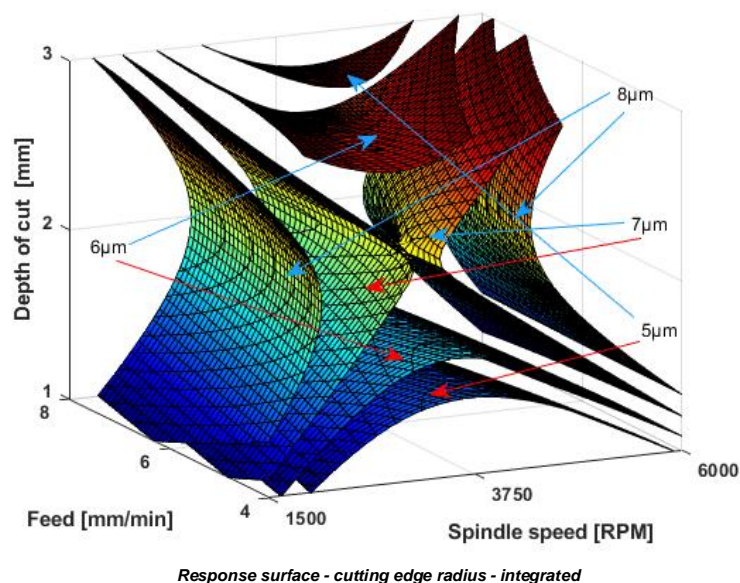 3
8µm
Depth of cut [mm]
2
7µm
6µm
5µm
1
8
6
6000
4
3750
1500
Feed [mm/min]
Spindle speed [RPM]
Response surface - cutting edge radius - integrated